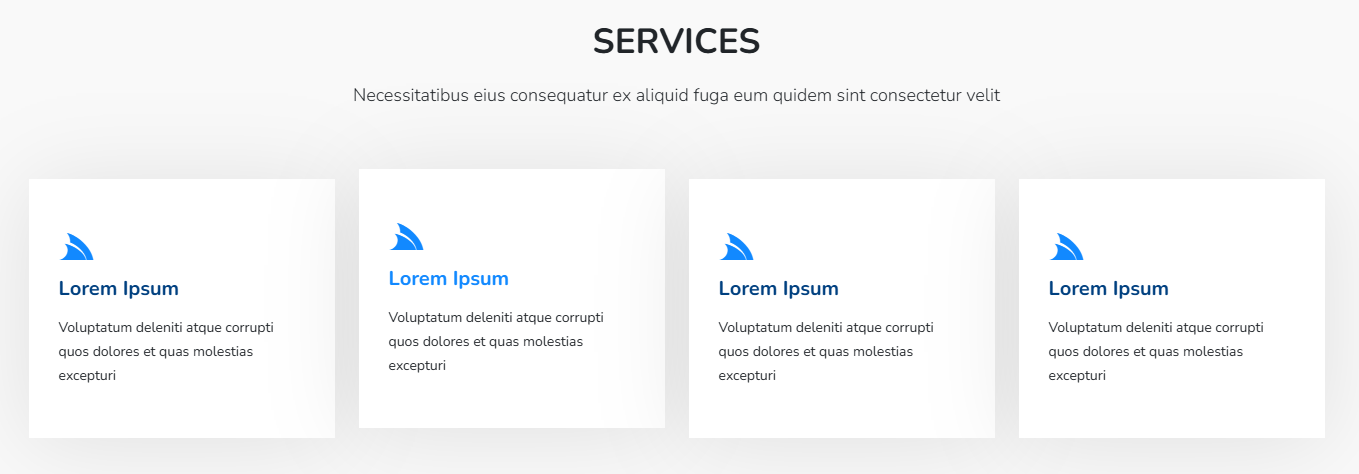 SERVICES
Necessitatibus eius consequatur ex aliquid fuga eum quidem sint consectetur velit
Lorem Ipsum
Voluptatum deleniti atque corrupti
quos dolores et quas molestias
excepturi
Lorem Ipsum
Voluptatum deleniti atque corrupti
quos dolores et quas molestias
excepturi
Lorem Ipsum
Voluptatum deleniti atque corrupti
quos dolores et quas molestias
excepturi
Lorem Ipsum
Voluptatum deleniti atque corrupti
quos dolores et quas molestias
excepturi